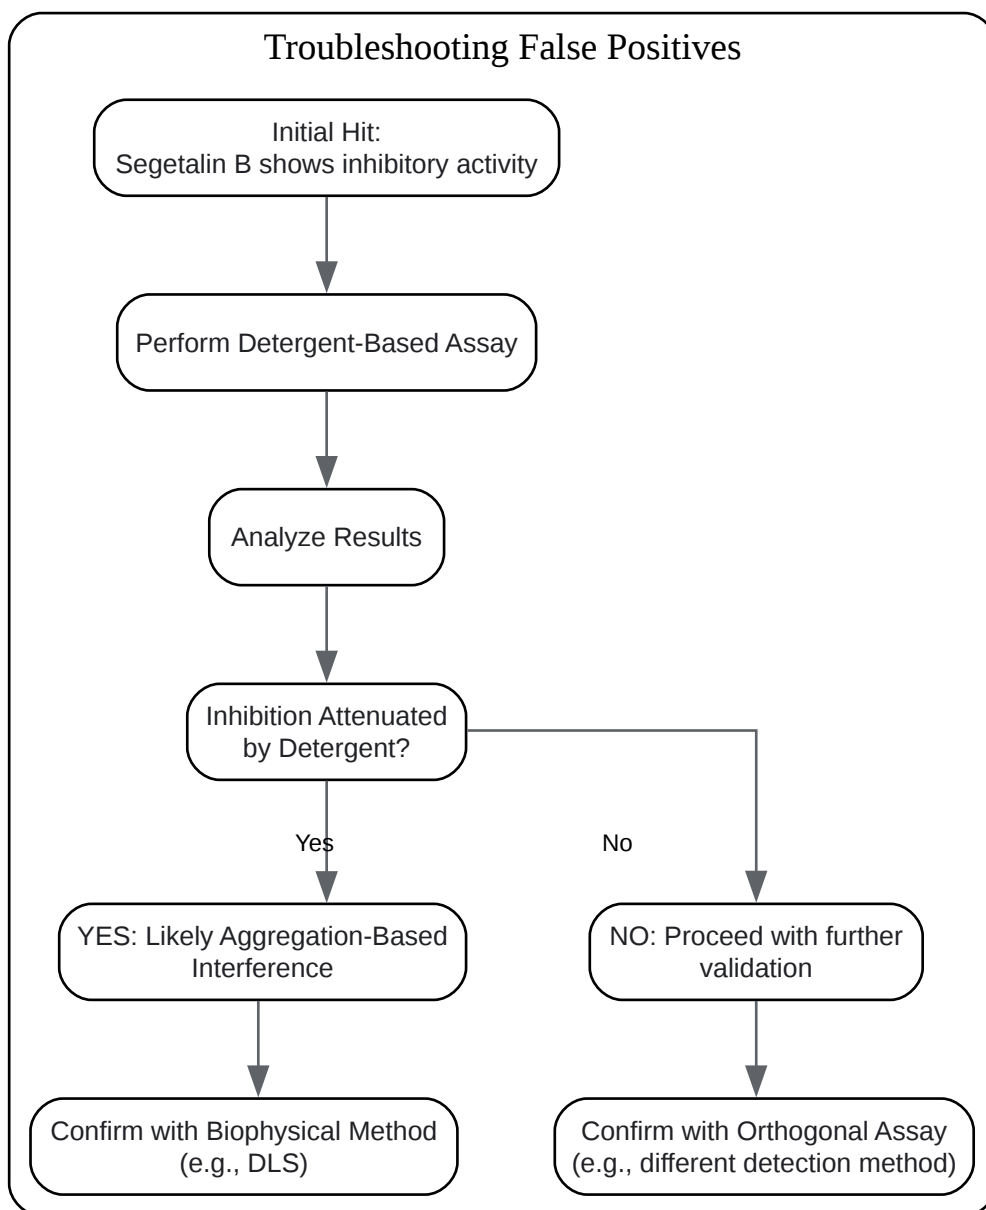 Troubleshooting False Positives
Initial Hit:
Segetalin B shows inhibitory activity
Perform Detergent-Based Assay
Analyze Results
Inhibition Attenuated
by Detergent?
Yes
No
YES: Likely Aggregation-Based
Interference
NO: Proceed with further
validation
Confirm with Biophysical Method
(e.g., DLS)
Confirm with Orthogonal Assay
(e.g., different detection method)